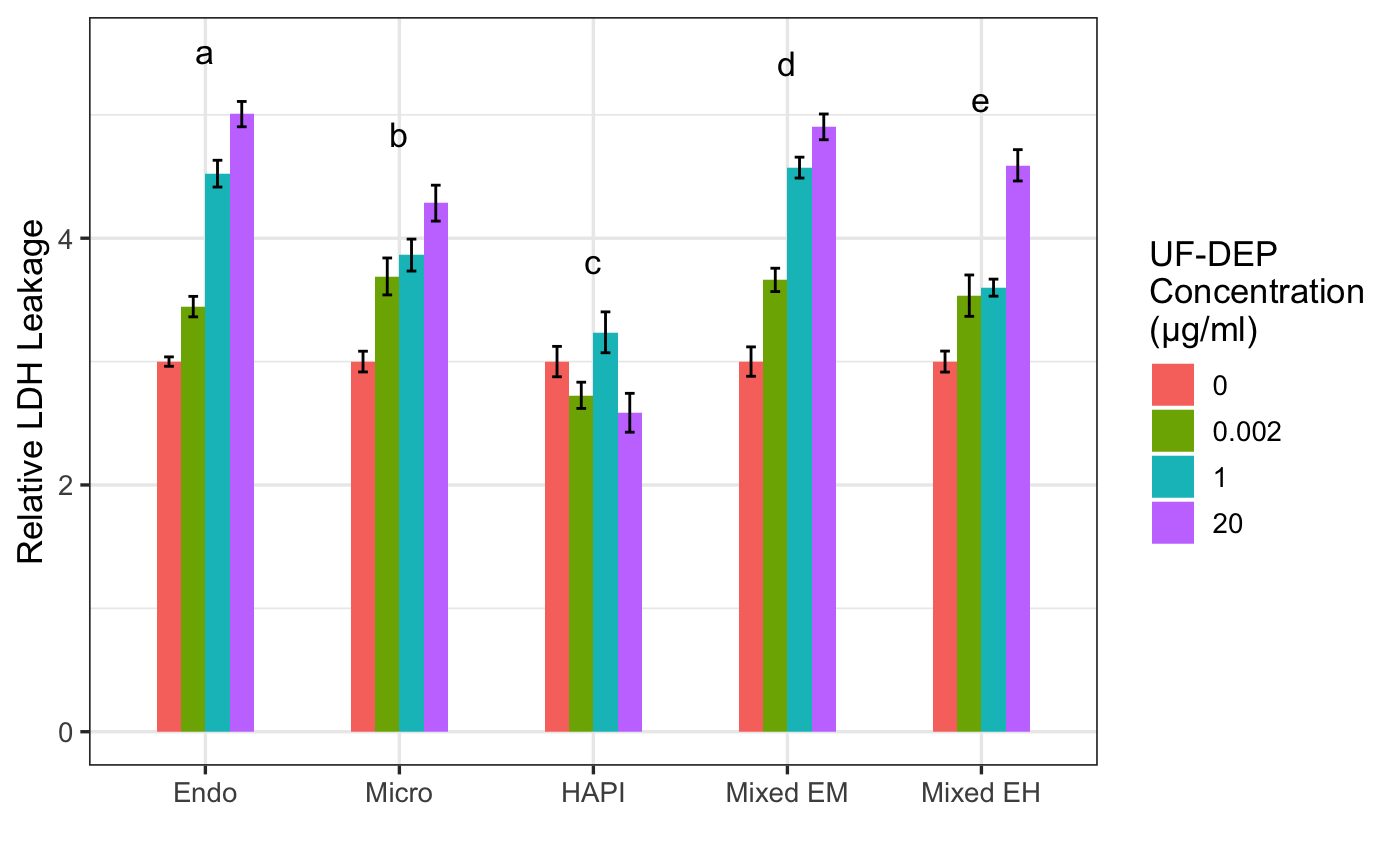 a
b
c
d
e
Relative LDH Leakage
4
2
0
Endo
Micro
HAPI
Mixed EM
Mixed EH
UF-DEP
Concentration
(μg/ml)
0
0.002
1
20